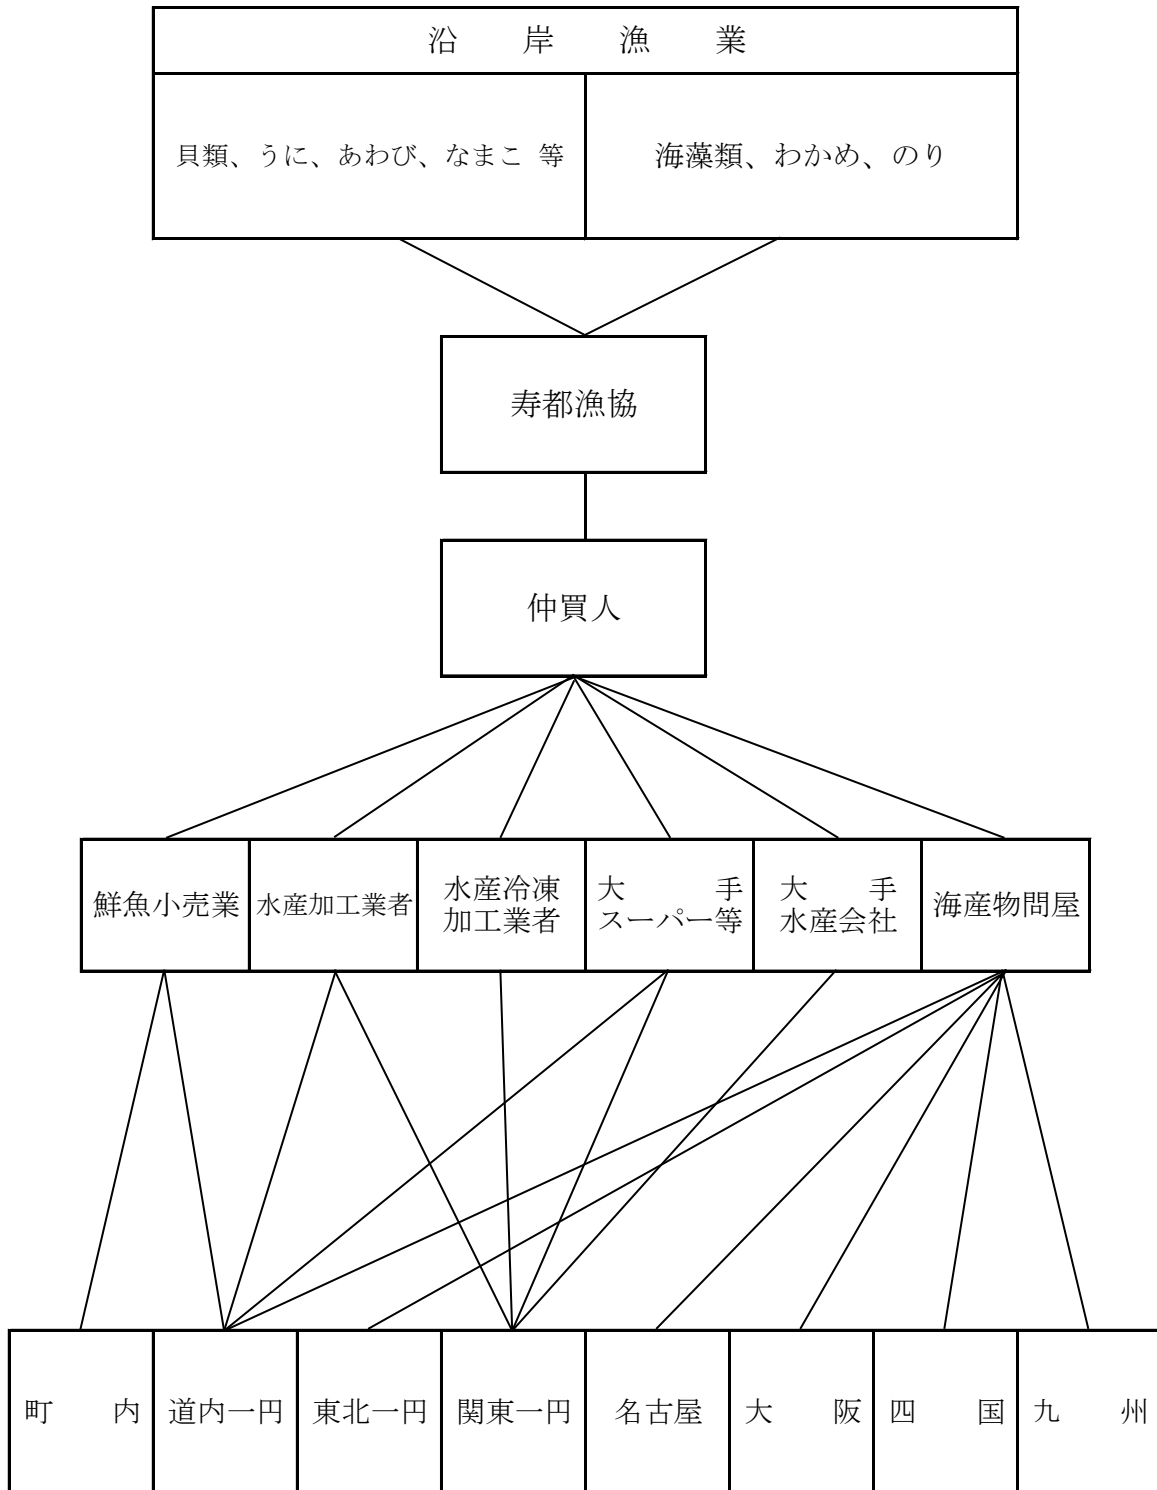 沿岸漁業
貝類、うに、あわび、なまこ 等
海藻類、わかめ、のり
寿都漁協
仲買人
鮮魚小売業
水産加工業者
水産冷凍
加工業者
大手
スーパー等
大手
水産会社
海産物問屋
町内
道内一円
東北一円
関東一円
名古屋
大阪
四国
九州